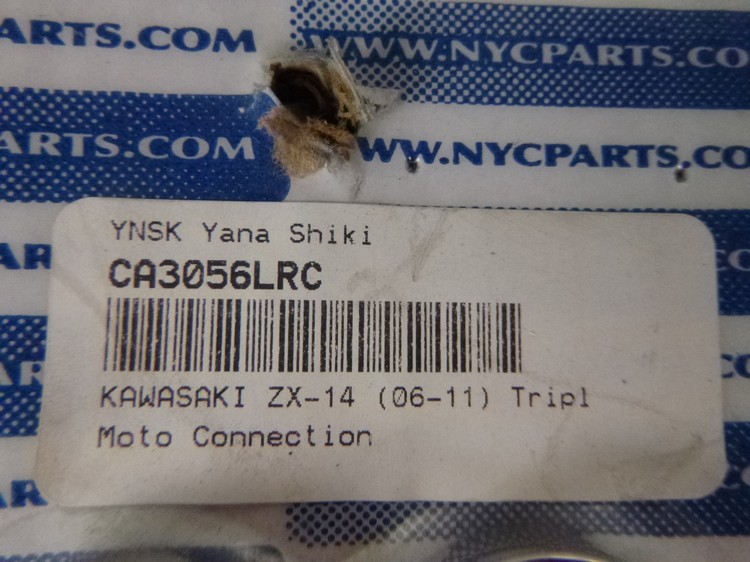 ARTS.COM WWW.NYCPARTS.CO
ARTS.COM WW.NYCPARTS.CO
YNSK Yana Shiki
CA3056LRC
KAWASAKI ZX-14 (06-11) Tripl
Moto Connection